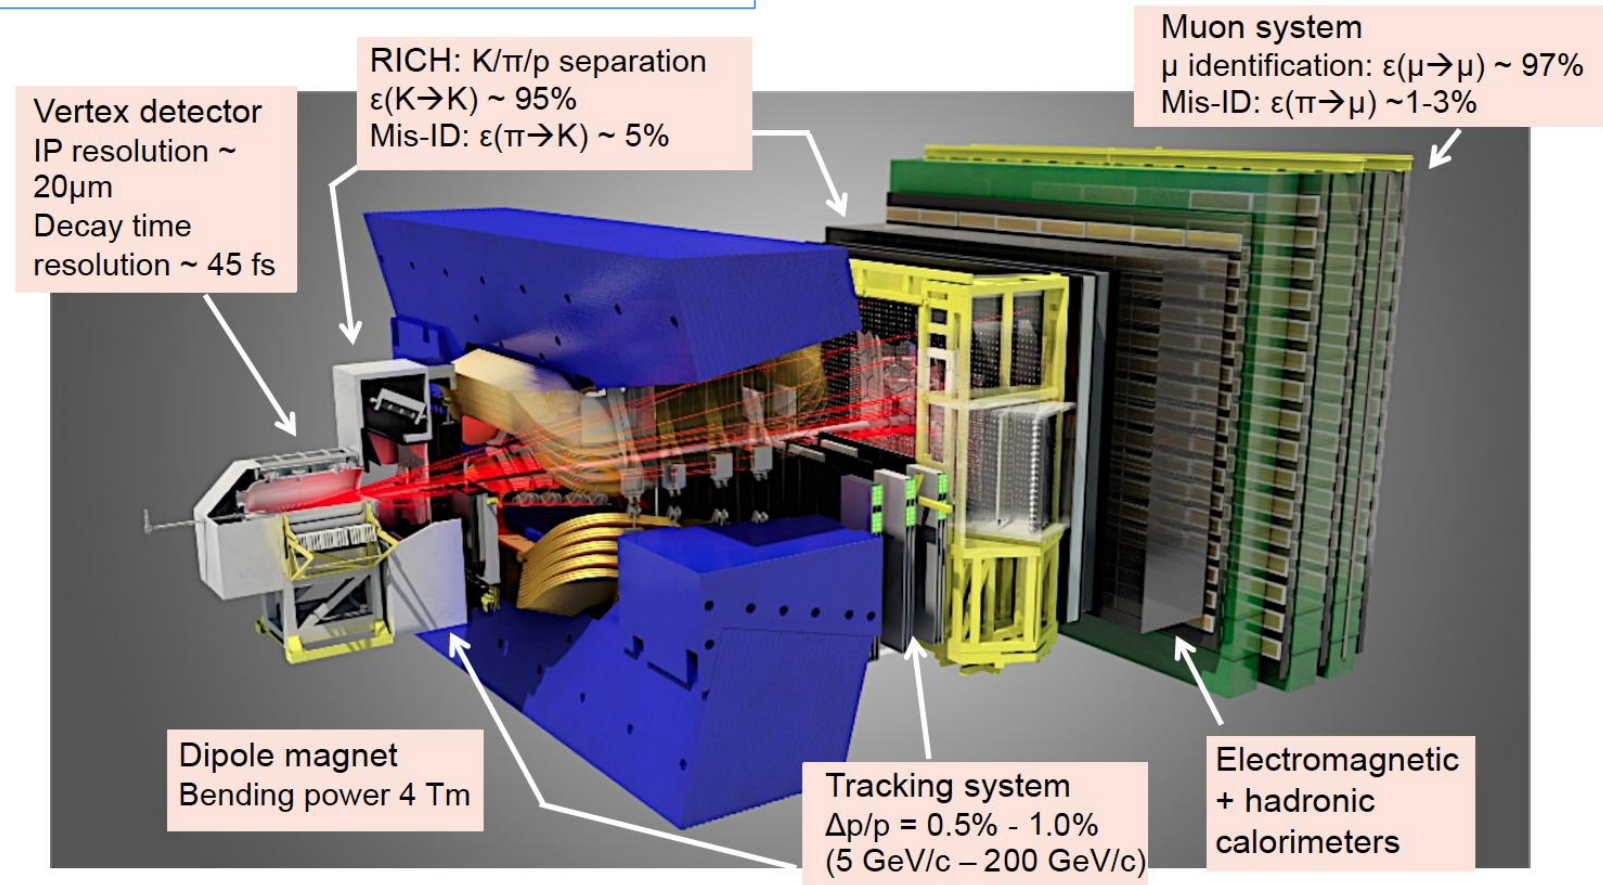 Muon system
µ identification: ε(µ→µ) ~ 97%
Mis-ID: ε(π→µ) ~1-3%
RICH: K/π/p separation
ε(K→K) ~ 95%
Mis-ID: ε(π→K) ~ 5%
Vertex detector
IP resolution ~
20µm
Decay time
resolution ~ 45 fs
Dipole magnet
Bending power 4 Tm
Tracking system
Δp/p = 0.5% - 1.0%
(5 GeV/c – 200 GeV/c)
Electromagnetic
+ hadronic
calorimeters